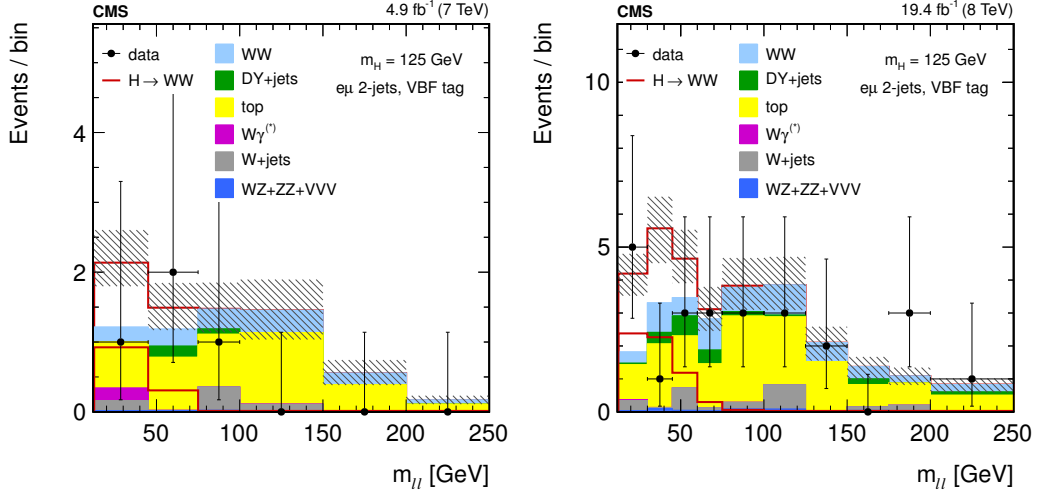 CMS 4.9 fb⁻¹ (7 TeV)
Events / bin
data
H → WW
WW
DY+jets
top
Wγ⁽*⁾
W+jets
WZ+ZZ+VVV
m_H = 125 GeV
eμ 2-jets, VBF tag
4
2
0
50 100 150 200 250
m_ll [GeV]
CMS 19.4 fb⁻¹ (8 TeV)
Events / bin
data
H → WW
WW
DY+jets
top
Wγ⁽*⁾
W+jets
WZ+ZZ+VVV
m_H = 125 GeV
eμ 2-jets, VBF tag
10
5
0
50 100 150 200 250
m_ll [GeV]